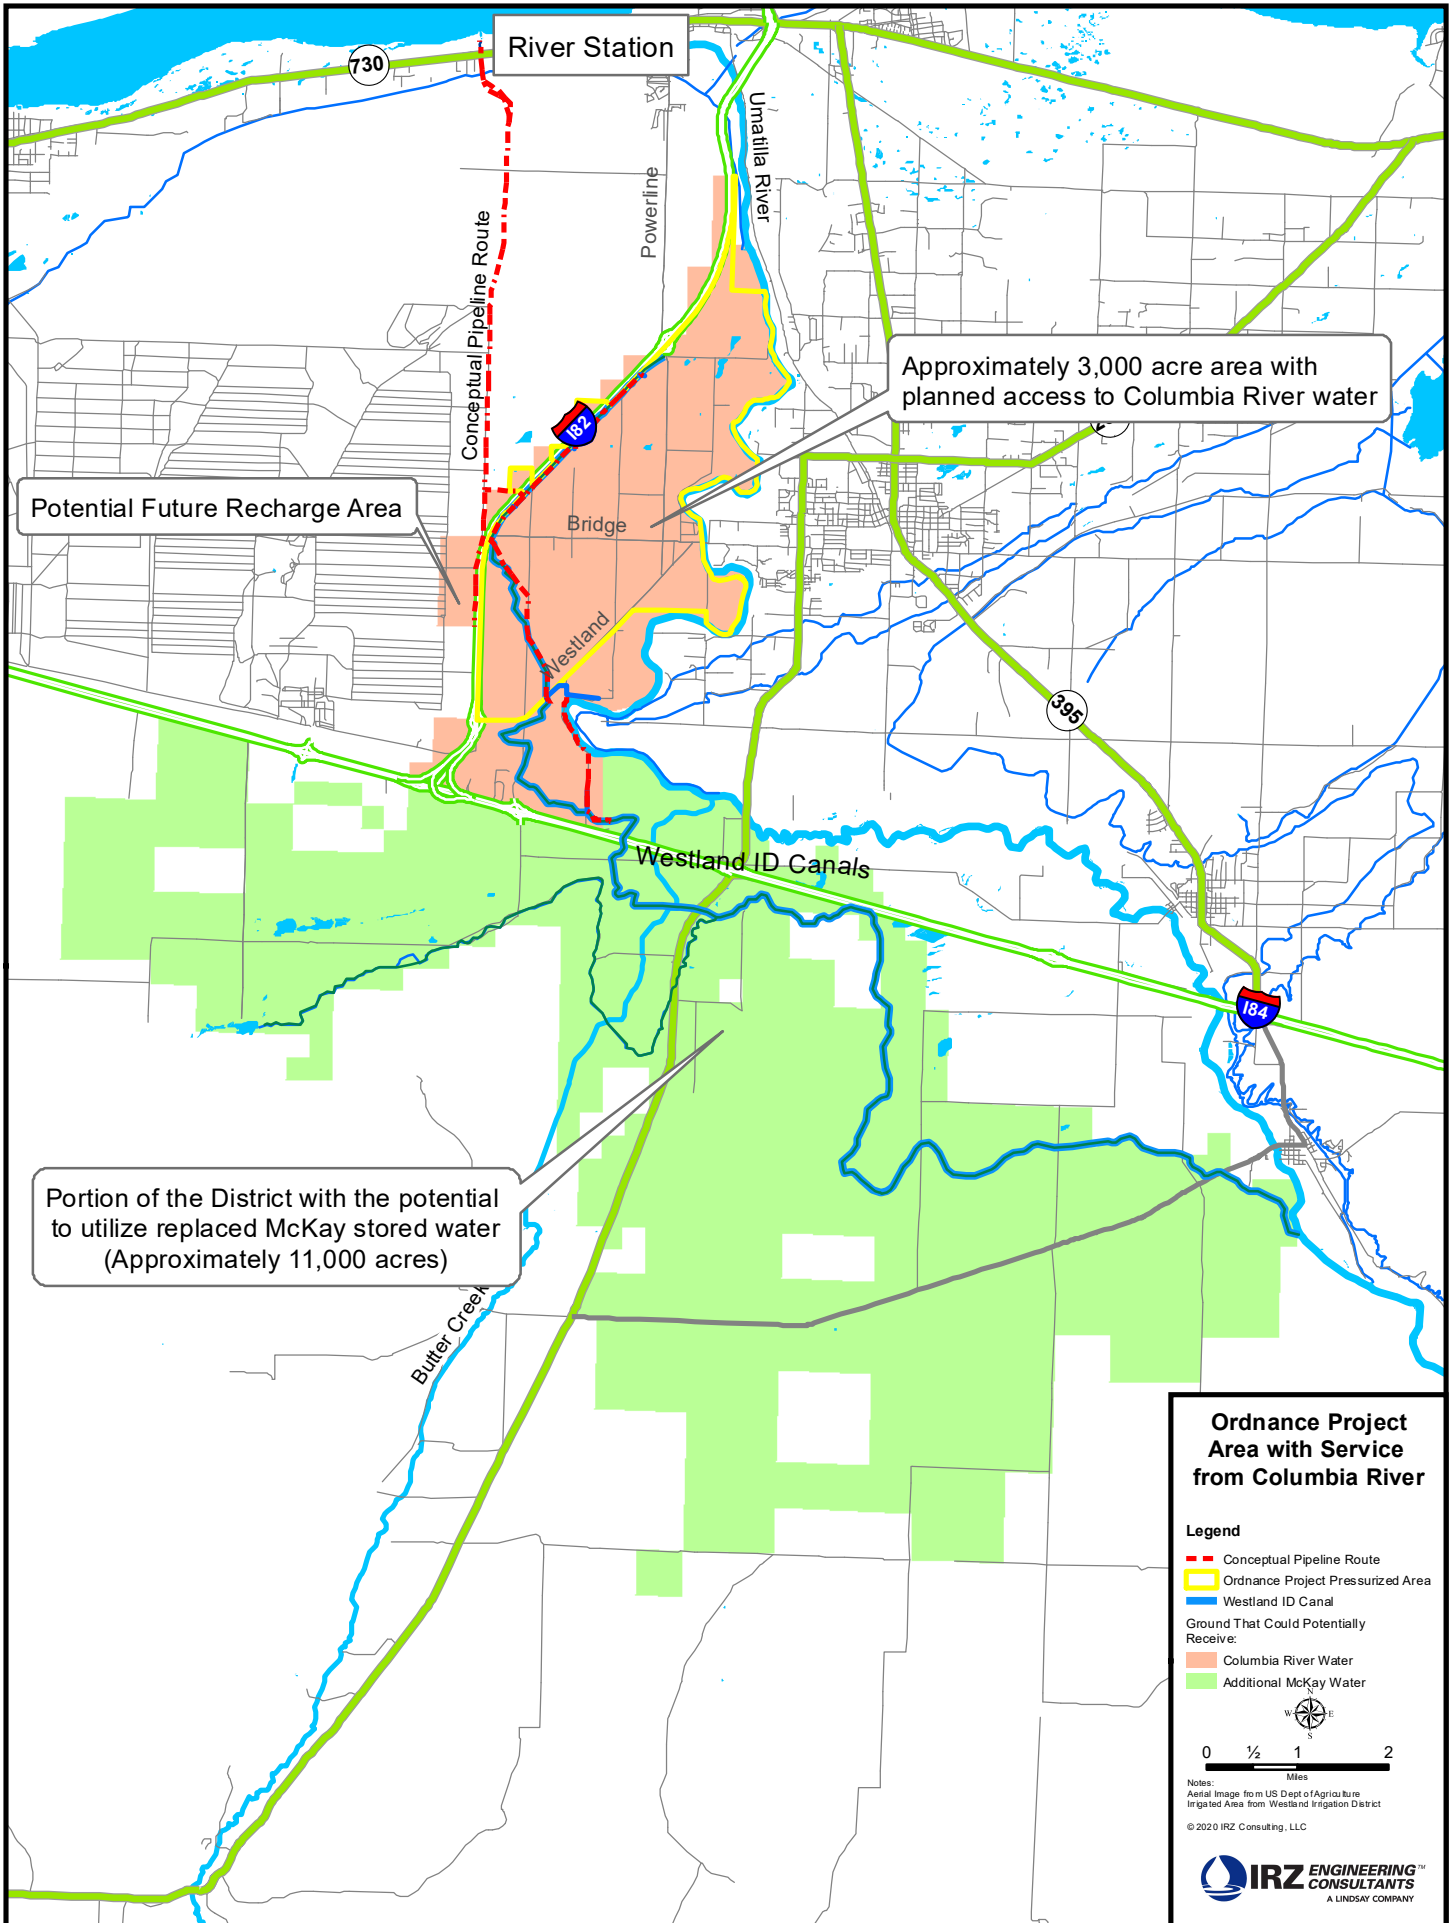 River Station
730
Umatilla River
Powerline
Conceptual Pipeline Route
Approximately 3,000 acre area with
planned access to Columbia River water
182
Potential Future Recharge Area
Bridge
Westland
395
Westland ID Canals
184
Portion of the District with the potential
to utilize replaced McKay stored water
(Approximately 11,000 acres)
Butter Creek
Ordnance Project
Area with Service
from Columbia River
Legend
Conceptual Pipeline Route
Ordnance Project Pressurized Area
Westland ID Canal
Ground That Could Potentially
Receive:
Columbia River Water
Additional McKay Water
N
W E
S
0 ½ 1 2
Miles
Notes:
Aerial Image from US Dept of Agriculture
Irrigated Area from Westland Irrigation District
© 2020 IRZ Consulting, LLC
IRZ ENGINEERING
CONSULTANTS™
A LINDSAY COMPANY